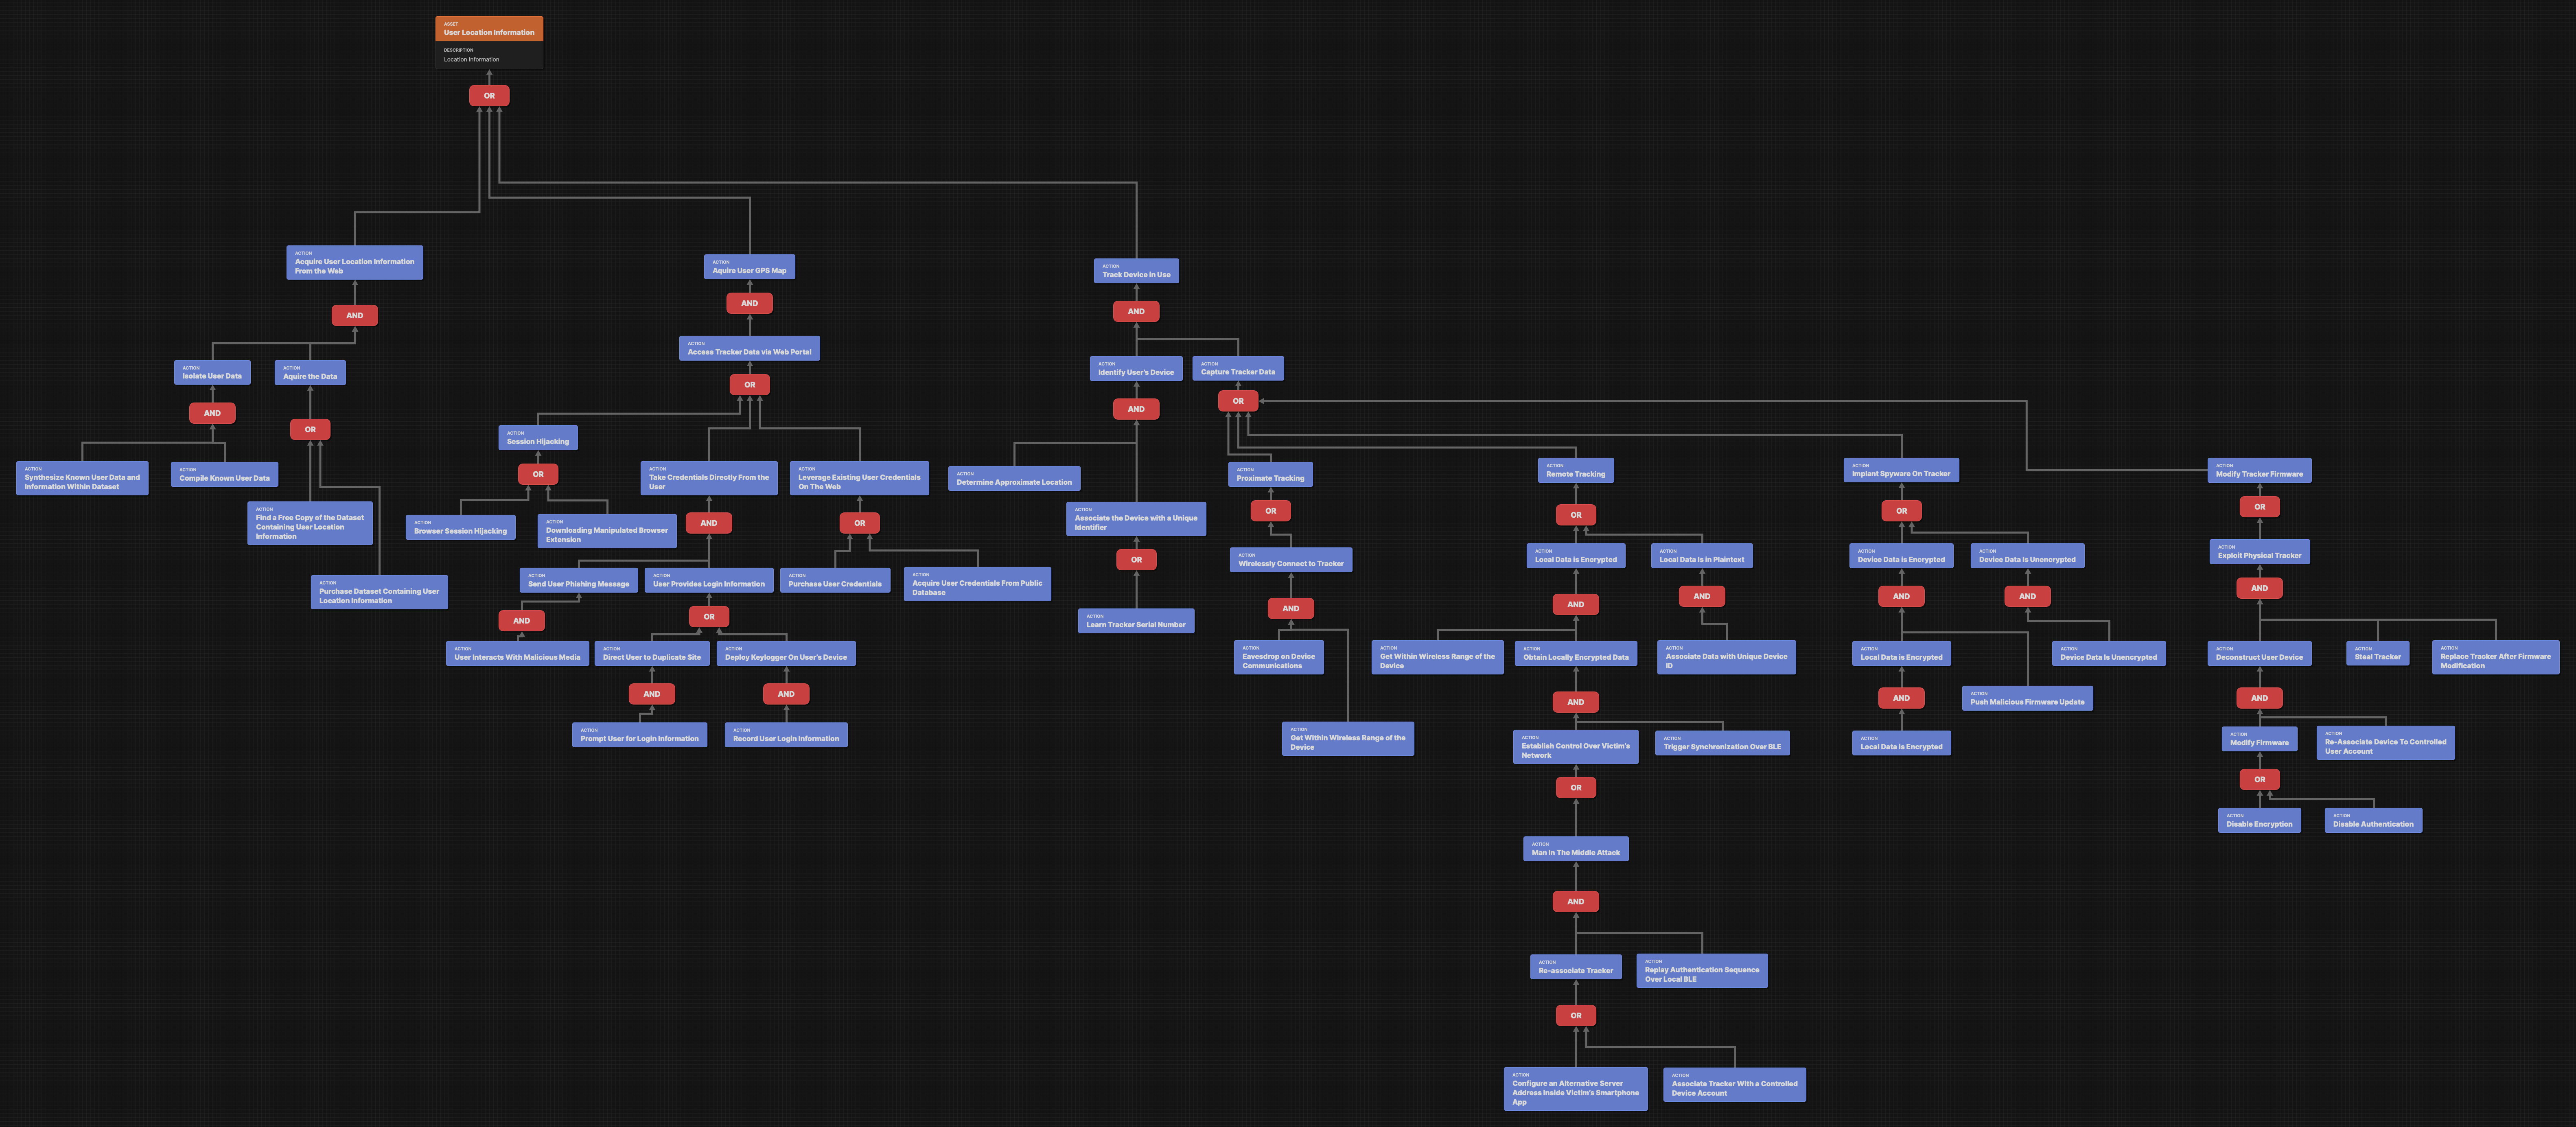 ASSET
User Location Information
DESCRIPTION
Location Information
OR
ACTION
Acquire User Location Information
From the Web
ACTION
Aquire User GPS Map
ACTION
Track Device in Use
AND
AND
AND
ACTION
Access Tracker Data via Web Portal
ACTION
Isolate User Data
ACTION
Aquire the Data
ACTION
Identify User's Device
ACTION
Capture Tracker Data
OR
AND
OR
AND
OR
ACTION
Session Hijacking
ACTION
Synthesize Known User Data and
Information Within Dataset
ACTION
Compile Known User Data
OR
ACTION
Take Credentials Directly From the
User
ACTION
Leverage Existing User Credentials
On The Web
ACTION
Determine Approximate Location
ACTION
Proximate Tracking
ACTION
Remote Tracking
ACTION
Implant Spyware On Tracker
ACTION
Modify Tracker Firmware
ACTION
Find a Free Copy of the Dataset
Containing User Location
Information
ACTION
Browser Session Hijacking
ACTION
Downloading Manipulated Browser
Extension
AND
OR
ACTION
Associate the Device with a Unique
Identifier
OR
OR
OR
OR
ACTION
Purchase Dataset Containing User
Location Information
ACTION
Send User Phishing Message
ACTION
User Provides Login Information
ACTION
Purchase User Credentials
ACTION
Acquire User Credentials From Public
Database
OR
ACTION
Wirelessly Connect to Tracker
ACTION
Local Data is Encrypted
ACTION
Local Data Is in Plaintext
ACTION
Device Data is Encrypted
ACTION
Device Data Is Unencrypted
ACTION
Exploit Physical Tracker
AND
OR
ACTION
Learn Tracker Serial Number
AND
AND
AND
AND
AND
AND
ACTION
User Interacts With Malicious Media
ACTION
Direct User to Duplicate Site
ACTION
Deploy Keylogger On User's Device
ACTION
Eavesdrop on Device
Communications
ACTION
Get Within Wireless Range of the
Device
ACTION
Obtain Locally Encrypted Data
ACTION
Associate Data with Unique Device
ID
ACTION
Local Data is Encrypted
ACTION
Device Data Is Unencrypted
ACTION
Deconstruct User Device
ACTION
Steal Tracker
ACTION
Replace Tracker After Firmware
Modification
AND
AND
AND
AND
ACTION
Push Malicious Firmware Update
AND
ACTION
Prompt User for Login Information
ACTION
Record User Login Information
ACTION
Get Within Wireless Range of the
Device
ACTION
Establish Control Over Victim's
Network
ACTION
Trigger Synchronization Over BLE
ACTION
Local Data is Encrypted
ACTION
Modify Firmware
ACTION
Re-Associate Device To Controlled
User Account
OR
OR
ACTION
Disable Encryption
ACTION
Disable Authentication
ACTION
Man In The Middle Attack
AND
ACTION
Re-associate Tracker
ACTION
Replay Authentication Sequence
Over Local BLE
OR
ACTION
Configure an Alternative Server
Address Inside Victim's Smartphone
App
ACTION
Associate Tracker With a Controlled
Device Account